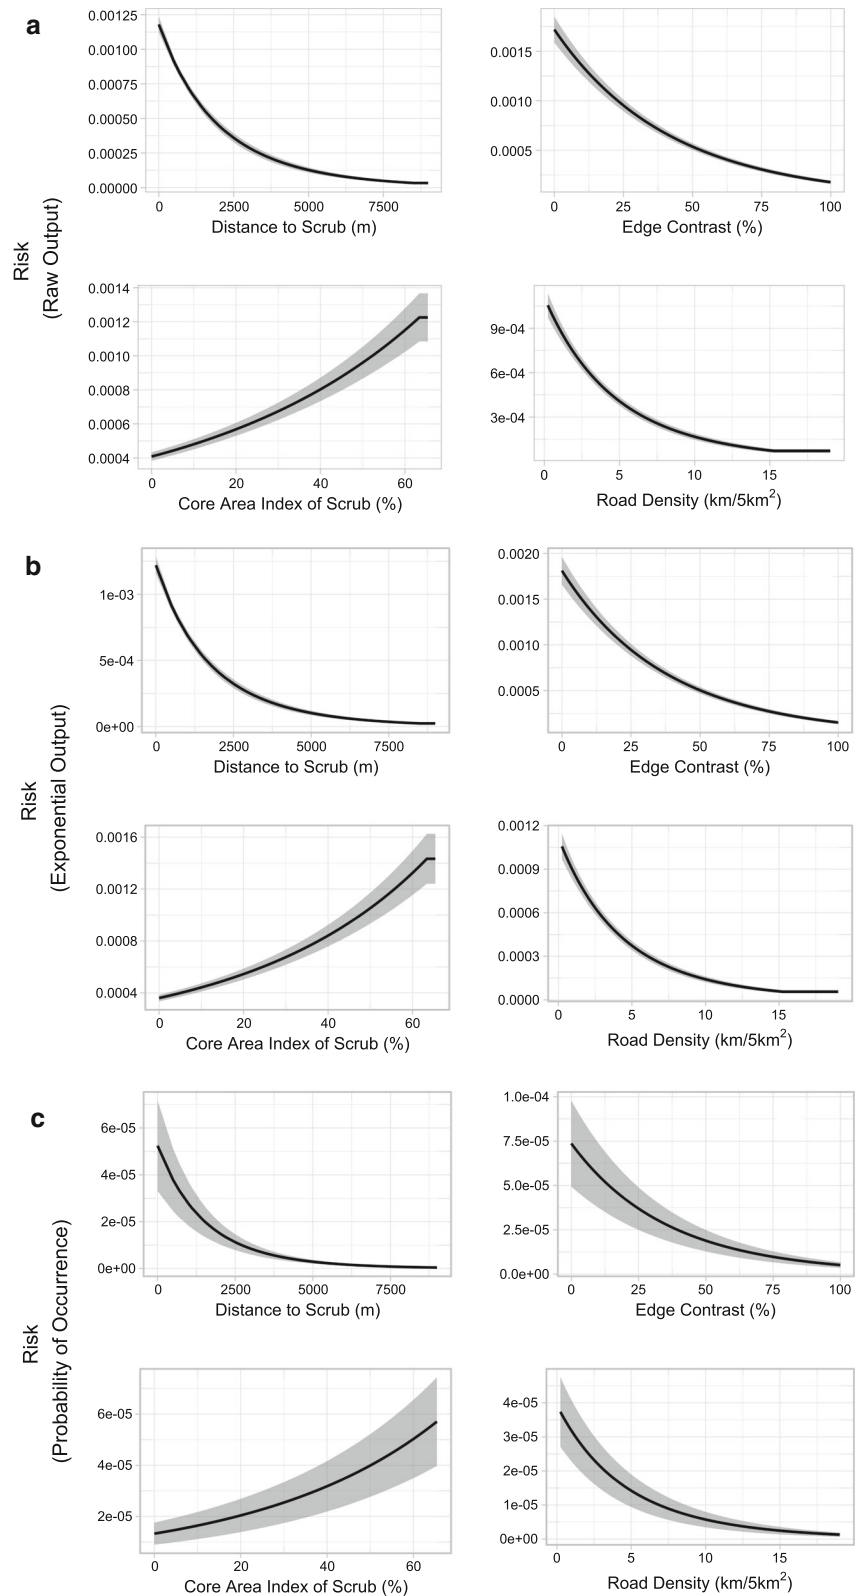 a
Risk
(Raw Output)
0.00125
0.00100
0.00075
0.00050
0.00025
0.00000
0 2500 5000 7500
Distance to Scrub (m)
0.0015
0.0010
0.0005
0 25 50 75 100
Edge Contrast (%)
0.0014
0.0012
0.0010
0.0008
0.0006
0.0004
0 20 40 60
Core Area Index of Scrub (%)
9e-04
6e-04
3e-04
0 5 10 15
Road Density (km/5km²)
b
Risk
(Exponential Output)
1e-03
5e-04
0e+00
0 2500 5000 7500
Distance to Scrub (m)
0.0020
0.0015
0.0010
0.0005
0 25 50 75 100
Edge Contrast (%)
0.0016
0.0012
0.0008
0.0004
0 20 40 60
Core Area Index of Scrub (%)
0.0012
0.0009
0.0006
0.0003
0.0000
0 5 10 15
Road Density (km/5km²)
c
Risk
(Probability of Occurrence)
6e-05
4e-05
2e-05
0e+00
0 2500 5000 7500
Distance to Scrub (m)
1.0e-04
7.5e-05
5.0e-05
2.5e-05
0.0e+00
0 25 50 75 100
Edge Contrast (%)
6e-05
4e-05
2e-05
0 20 40 60
Core Area Index of Scrub (%)
4e-05
3e-05
2e-05
1e-05
0e+00
0 5 10 15
Road Density (km/5km²)